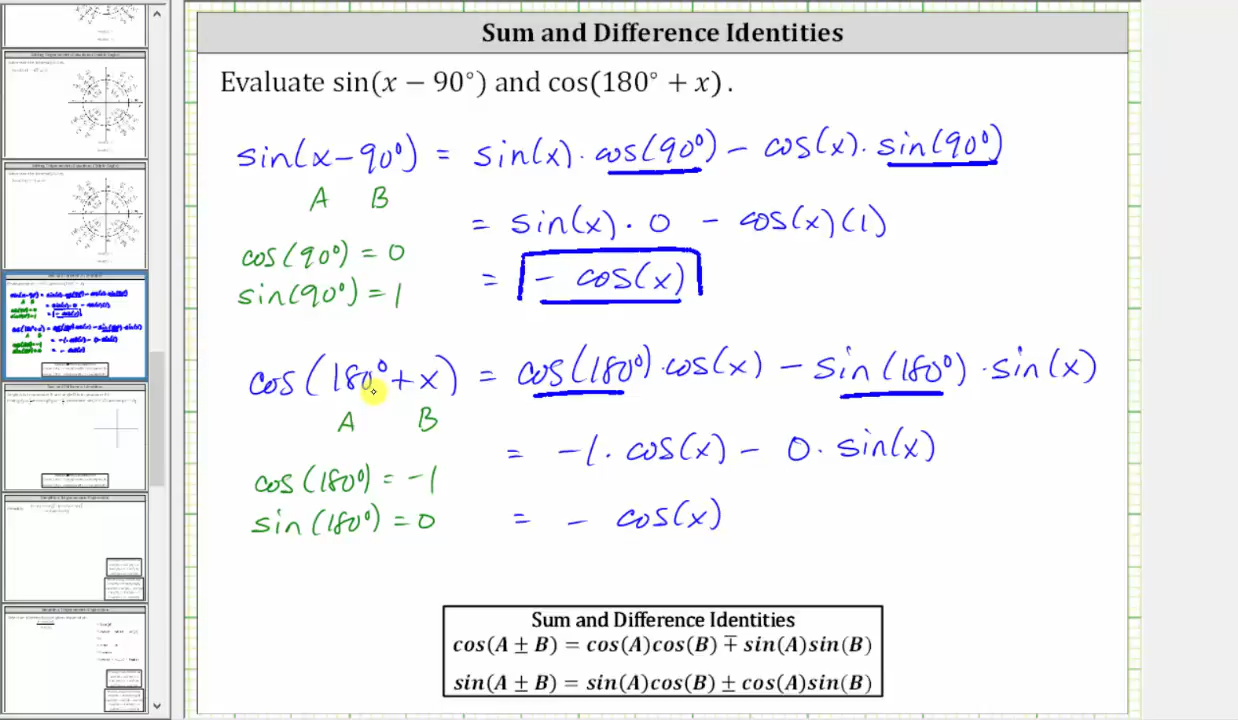 Sum and Difference Identities
Evaluate sin(x − 90°) and cos(180° + x).
sin(x−90°) = sin(x)·cos(90°) − cos(x)·sin(90°)
A B
= sin(x)·0 − cos(x)(1)
cos(90°) = 0
= − cos(x)
sin(90°) = 1
cos(180°+x) = cos(180°)·cos(x) − sin(180°)·sin(x)
A B
= −1·cos(x) − 0·sin(x)
cos(180°) = −1
sin(180°) = 0
= − cos(x)
Sum and Difference Identities
cos(A ± B) = cos(A)cos(B) ∓ sin(A)sin(B)
sin(A ± B) = sin(A)cos(B) ± cos(A)sin(B)